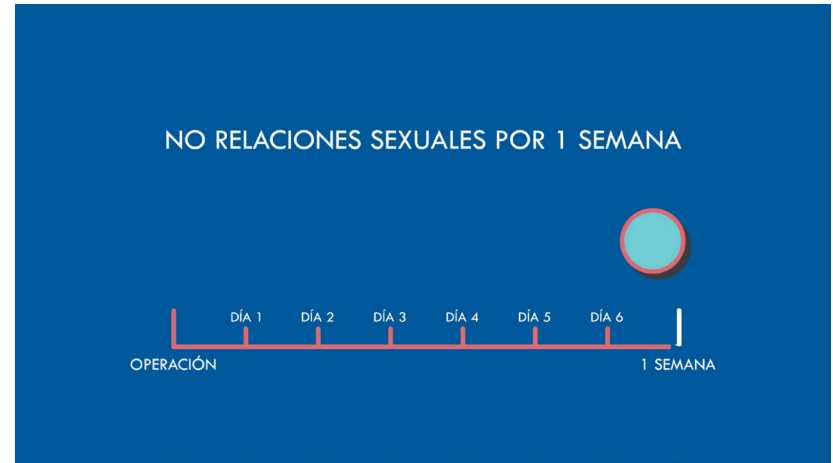 NO RELACIONES SEXUALES POR 1 SEMANA
DÍA 1 DÍA 2 DÍA 3 DÍA 4 DÍA 5 DÍA 6
OPERACIÓN 1 SEMANA